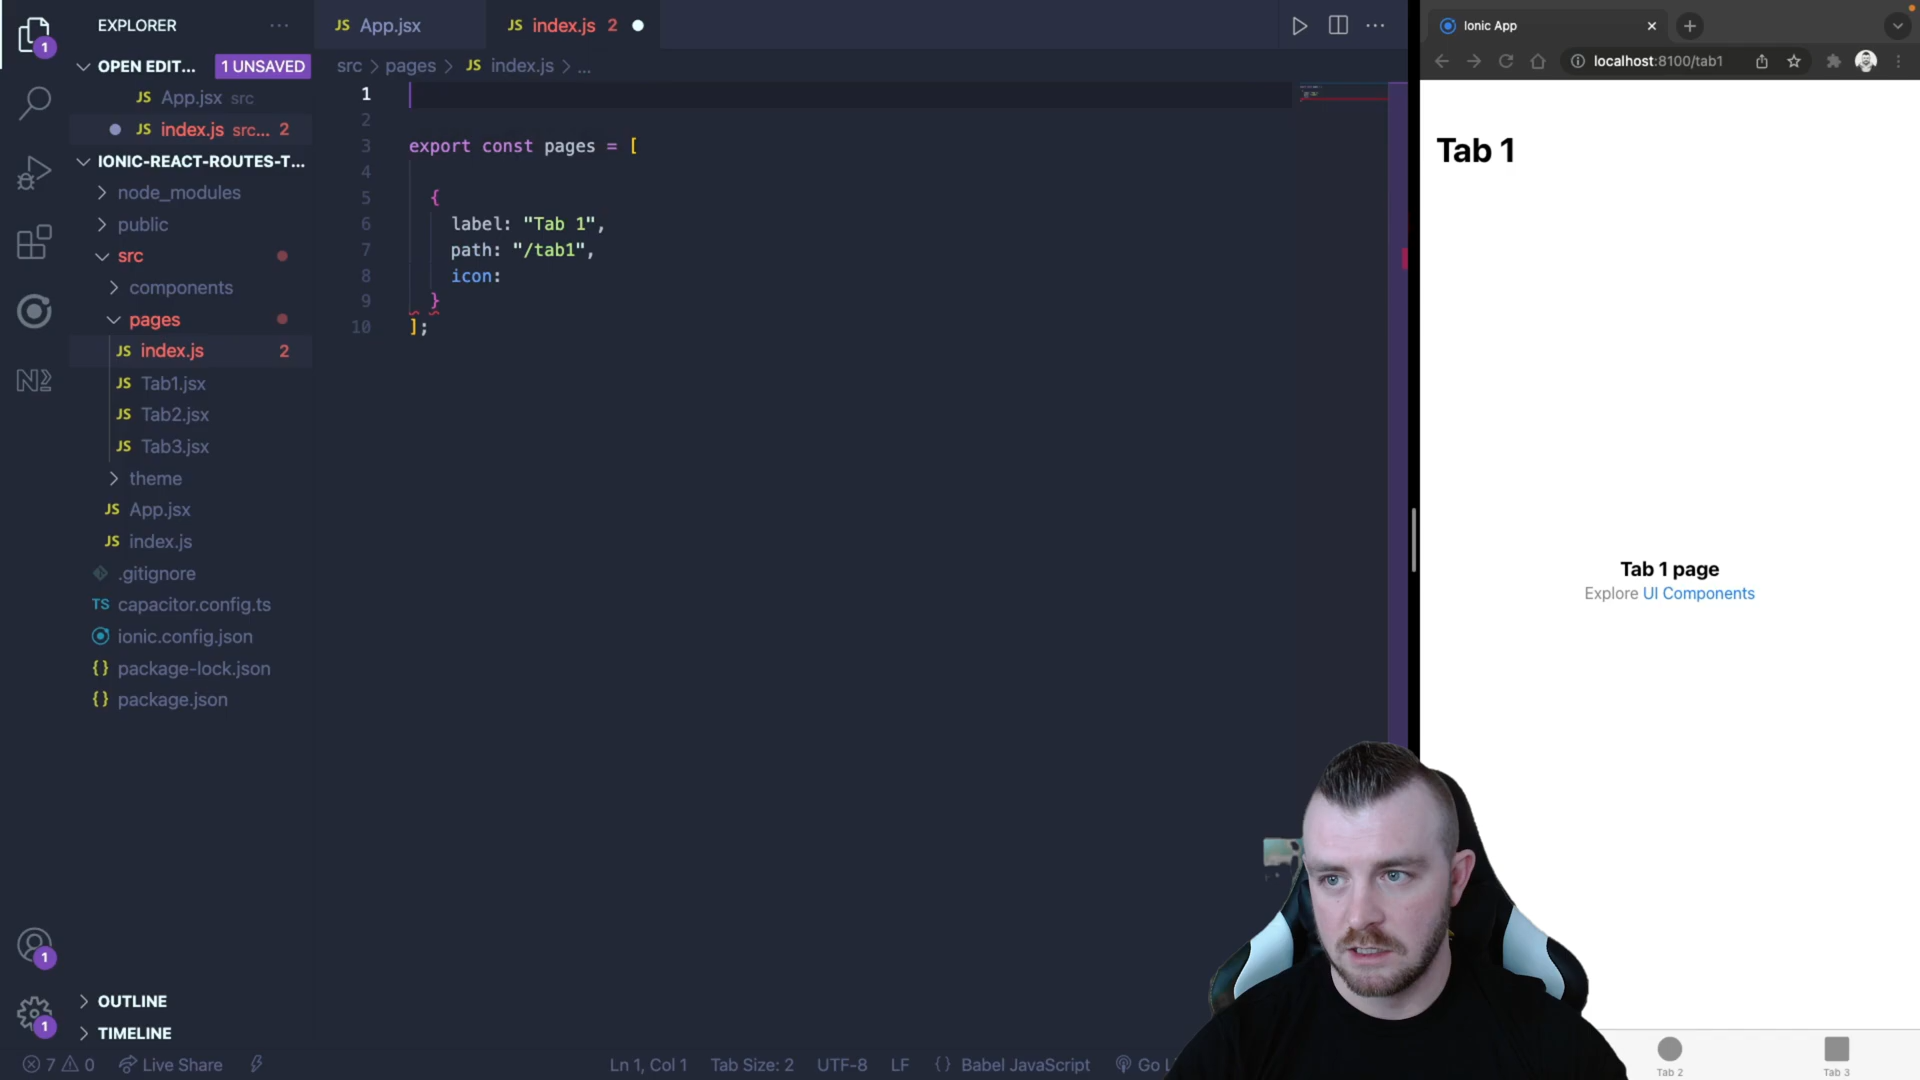 EXPLORER
OPEN EDIT...
1 UNSAVED
JS App.jsx src
JS index.js src... 2
IONIC-REACT-ROUTES-T...
node_modules
public
src
components
pages
JS index.js 2
JS Tab1.jsx
JS Tab2.jsx
JS Tab3.jsx
theme
JS App.jsx
JS index.js
.gitignore
TS capacitor.config.ts
ionic.config.json
{} package-lock.json
{} package.json
OUTLINE
TIMELINE
1
1
1
JS App.jsx
JS index.js 2
src > pages > JS index.js > ...
1
2
3 export const pages = [
4
5 {
6 label: "Tab 1",
7 path: "/tab1",
8 icon:
9 }
10 ];
7 0
Live Share
Ln 1, Col 1
Tab Size: 2
UTF-8
LF
{} Babel JavaScript
Go L
Ionic App
localhost:8100/tab1
Tab 1
Tab 1 page
Explore UI Components
Tab 2
Tab 3